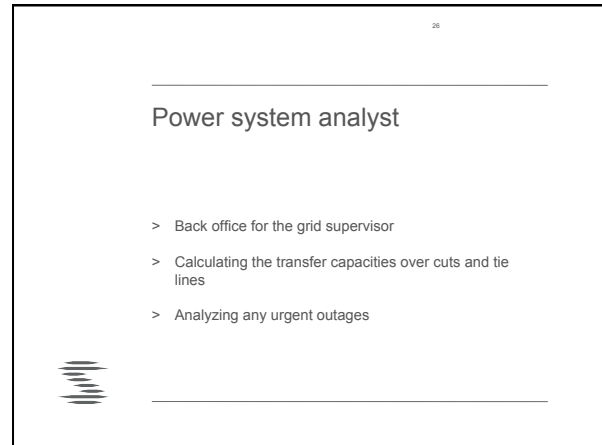 26
Power system analyst
> Back office for the grid supervisor
> Calculating the transfer capacities over cuts and tie
lines
> Analyzing any urgent outages